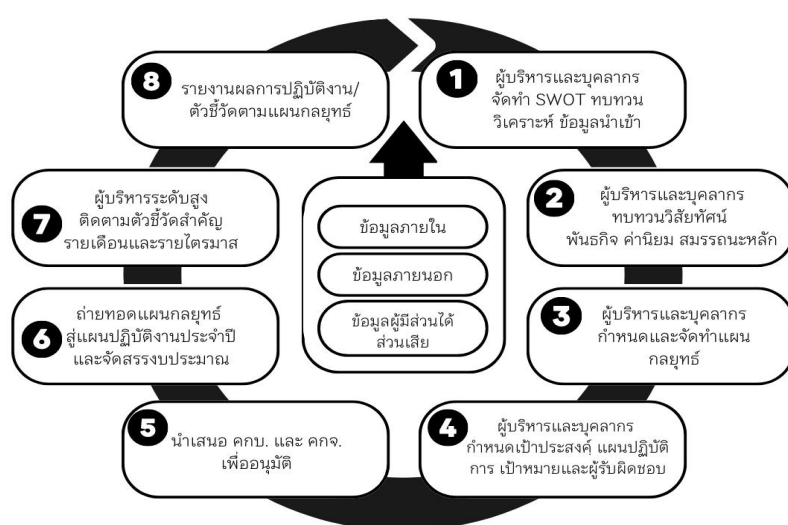 1
ผู้บริหารและบุคลากร
จัดทำ SWOT ทบทวน
วิเคราะห์ ข้อมูลนำเข้า
2
ผู้บริหารและบุคลากร
ทบทวนวิสัยทัศน์
พันธกิจ ค่านิยม สมรรถนะหลัก
3
ผู้บริหารและบุคลากร
กำหนดและจัดทำแผน
กลยุทธ์
4
ผู้บริหารและบุคลากร
กำหนดเป้าประสงค์ แผนปฏิบัติ
การ เป้าหมายและผู้รับผิดชอบ
5
นำเสนอ คกบ. และ คกจ.
เพื่ออนุมัติ
6
ถ่ายทอดแผนกลยุทธ์
สู่แผนปฏิบัติงานประจำปี
และจัดสรรงบประมาณ
7
ผู้บริหารระดับสูง
ติดตามตัวชี้วัดสำคัญ
รายเดือนและรายไตรมาส
8
รายงานผลการปฏิบัติงาน/
ตัวชี้วัดตามแผนกลยุทธ์
ข้อมูลภายใน
ข้อมูลภายนอก
ข้อมูลผู้มีส่วนได้
ส่วนเสีย